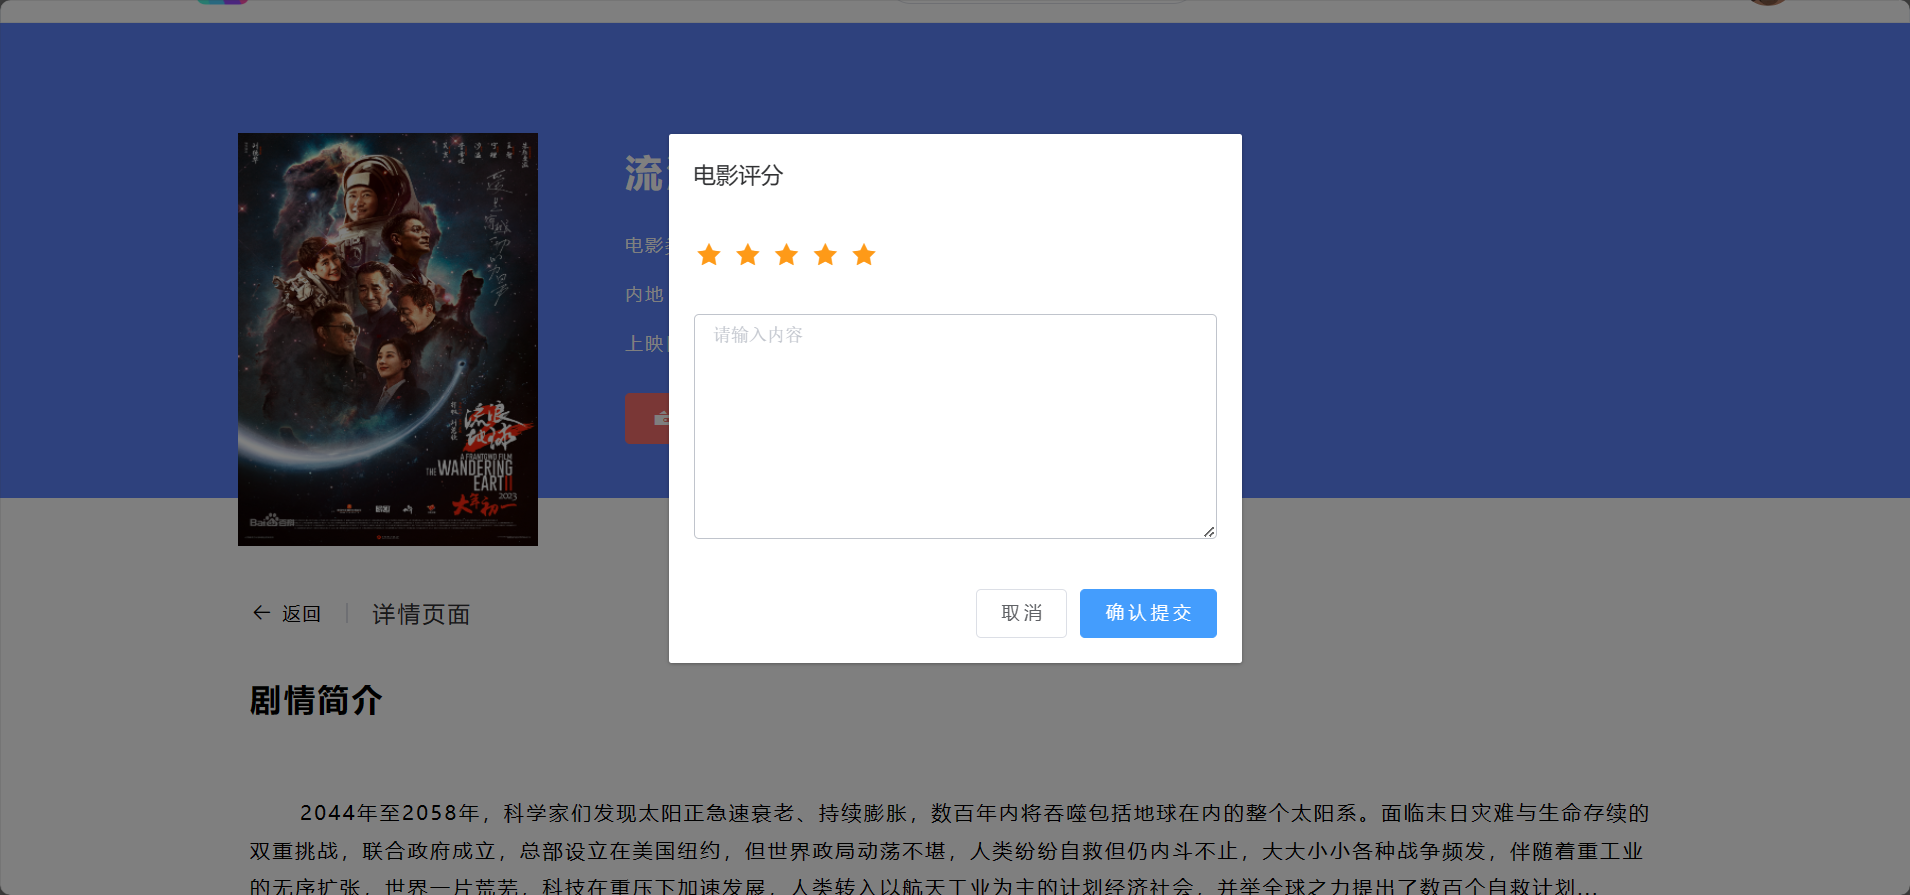 流
电影评分
电影
内地
上映
请输入内容
流浪
地球
A FRANTOWO FILM
THE WANDERING
EARTH II
2023
大年初一
Bai百科
取消
确认提交
返回
详情页面
剧情简介
2044年至2058年，科学家们发现太阳正急速衰老、持续膨胀，数百年内将吞噬包括地球在内的整个太阳系。面临末日灾难与生命存续的
双重挑战，联合政府成立，总部设立在美国纽约，但世界政局动荡不堪，人类纷纷自救但仍内斗不止，大大小小各种战争频发，伴随着重工业
的无序扩张，世界一片荒芜，科技在重压下加速发展，人类转入以航天工业为主的计划经济社会，并举全球之力提出了数百个自救计划...